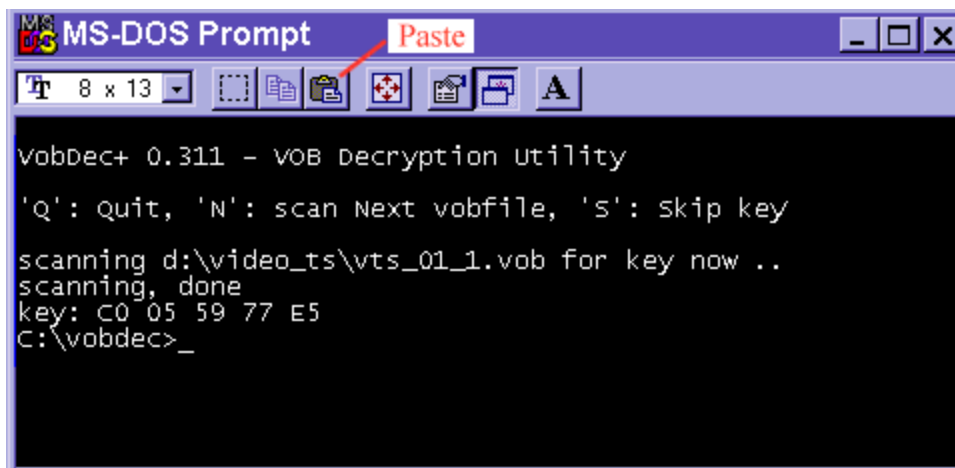 MS-DOS Prompt
Paste
8 x 13
A
VobDec+ 0.311 – VOB Decryption Utility
'Q': Quit, 'N': scan Next vobfile, 'S': Skip key
scanning d:\video_ts\vts_01_1.vob for key now ..
scanning, done
key: C0 05 59 77 E5
C:\vobdec>_